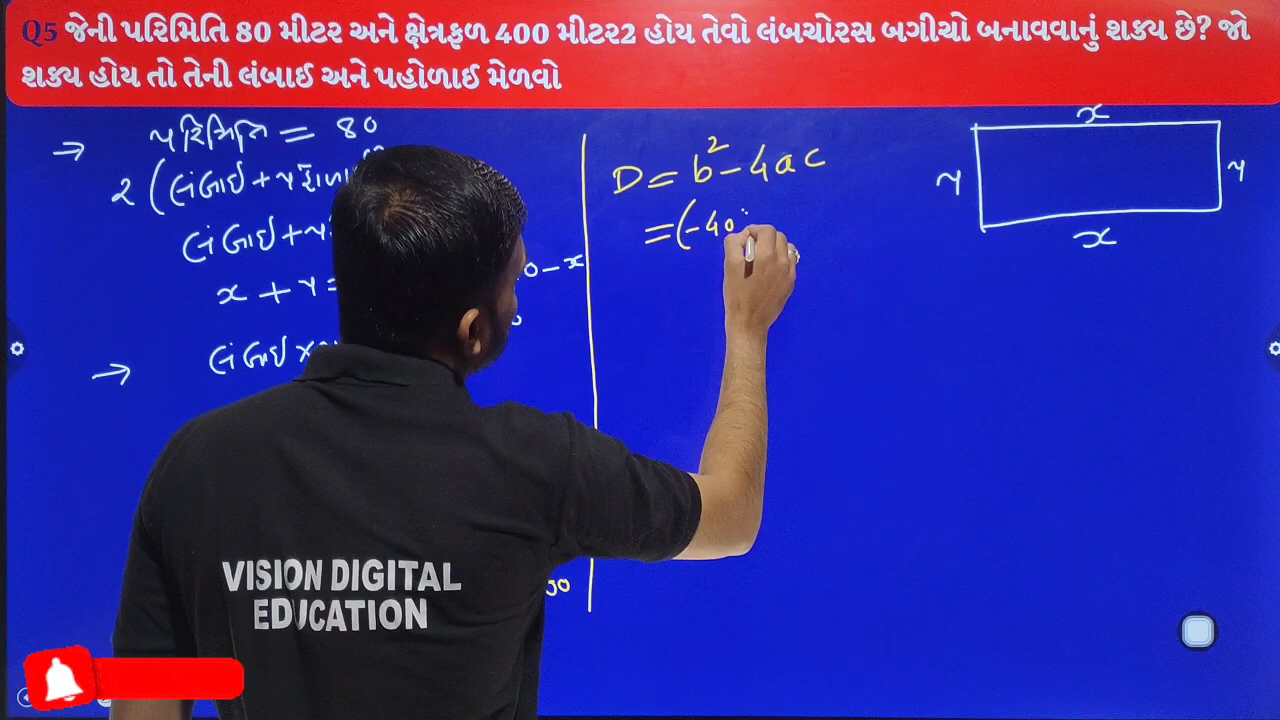 Q5 જેની પરિમિતિ 80 મીટર અને ક્ષેત્રફળ 400 મીટર2 હોય તેવો લંબચોરસ બગીચો બનાવવાનું શક્ય છે? જો
શક્ય હોય તો તેની લંબાઈ અને પહોળાઈ મેળવો
→ પરિમિતિ = 80
2 (લંબાઈ +
લંબાઈ +
x + y =
0 - x
→ લંબાઈ ×
D = b² - 4ac
= (-40
x
y
y
x
VISION DIGITAL
EDUCATION